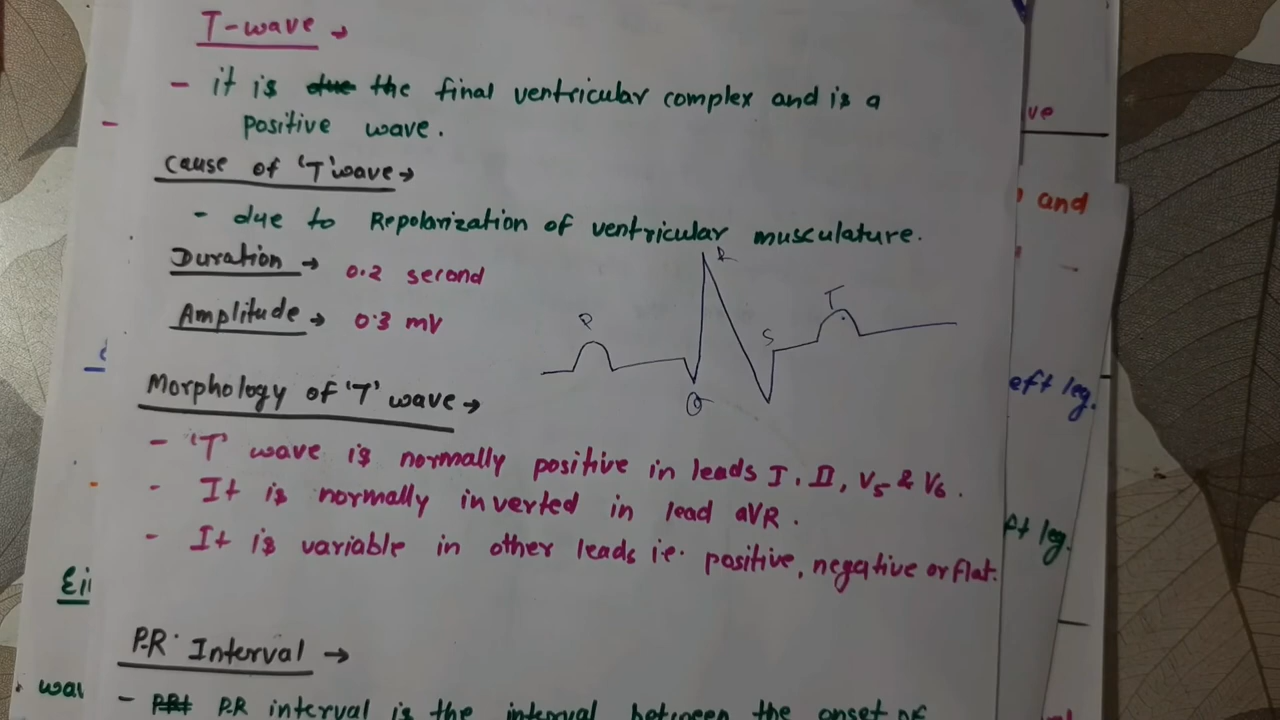 T-wave →
- it is due the final ventricular complex and is a
positive wave.
Cause of 'T' wave →
- due to Repolarization of ventricular musculature.
Duration → 0.2 second
Amplitude → 0.3 mV
P
Q
R
S
T
Morphology of 'T' wave →
- 'T' wave is normally positive in leads I, II, V5 & V6.
- It is normally inverted in lead aVR.
- It is variable in other leads i.e. positive, negative or flat.
P.R. Interval →
- PRI P.R interval is the interval between the onset of
ve
and
eft leg.
ft leg.
wav